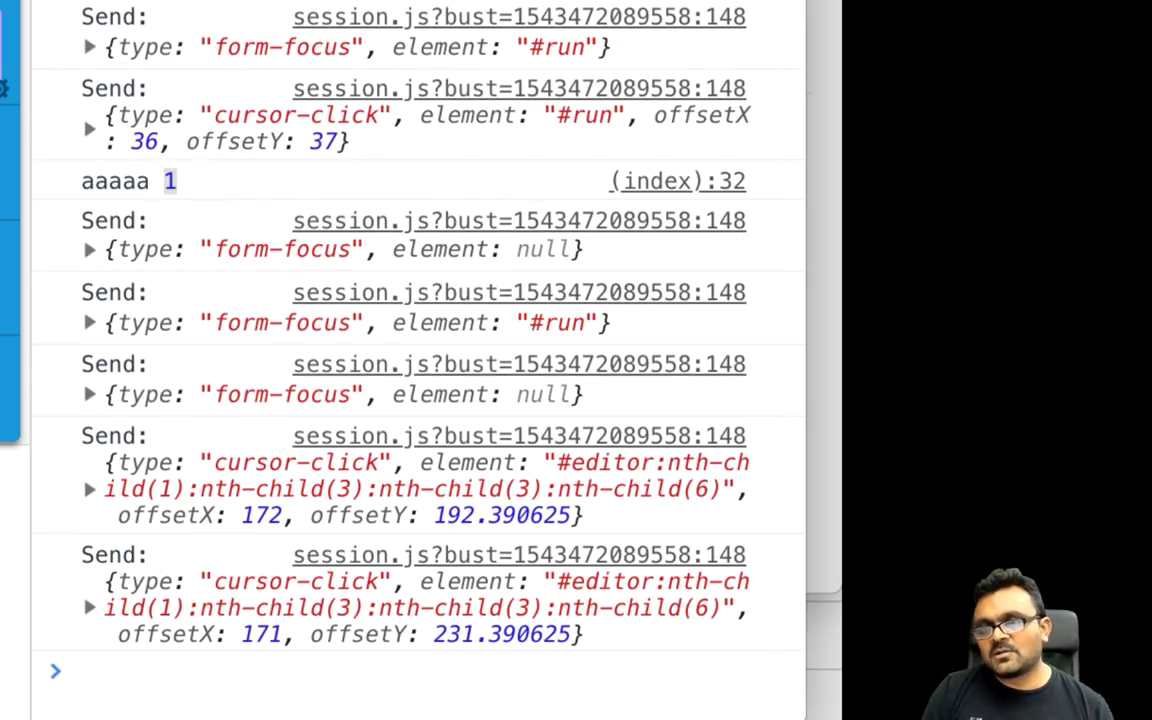 Send: session.js?bust=1543472089558:148
{type: "form-focus", element: "#run"}
Send: session.js?bust=1543472089558:148
{type: "cursor-click", element: "#run", offsetX
: 36, offsetY: 37}
aaaaa 1 (index):32
Send: session.js?bust=1543472089558:148
{type: "form-focus", element: null}
Send: session.js?bust=1543472089558:148
{type: "form-focus", element: "#run"}
Send: session.js?bust=1543472089558:148
{type: "form-focus", element: null}
Send: session.js?bust=1543472089558:148
{type: "cursor-click", element: "#editor:nth-ch
ild(1):nth-child(3):nth-child(3):nth-child(6)",
offsetX: 172, offsetY: 192.390625}
Send: session.js?bust=1543472089558:148
{type: "cursor-click", element: "#editor:nth-ch
ild(1):nth-child(3):nth-child(3):nth-child(6)",
offsetX: 171, offsetY: 231.390625}